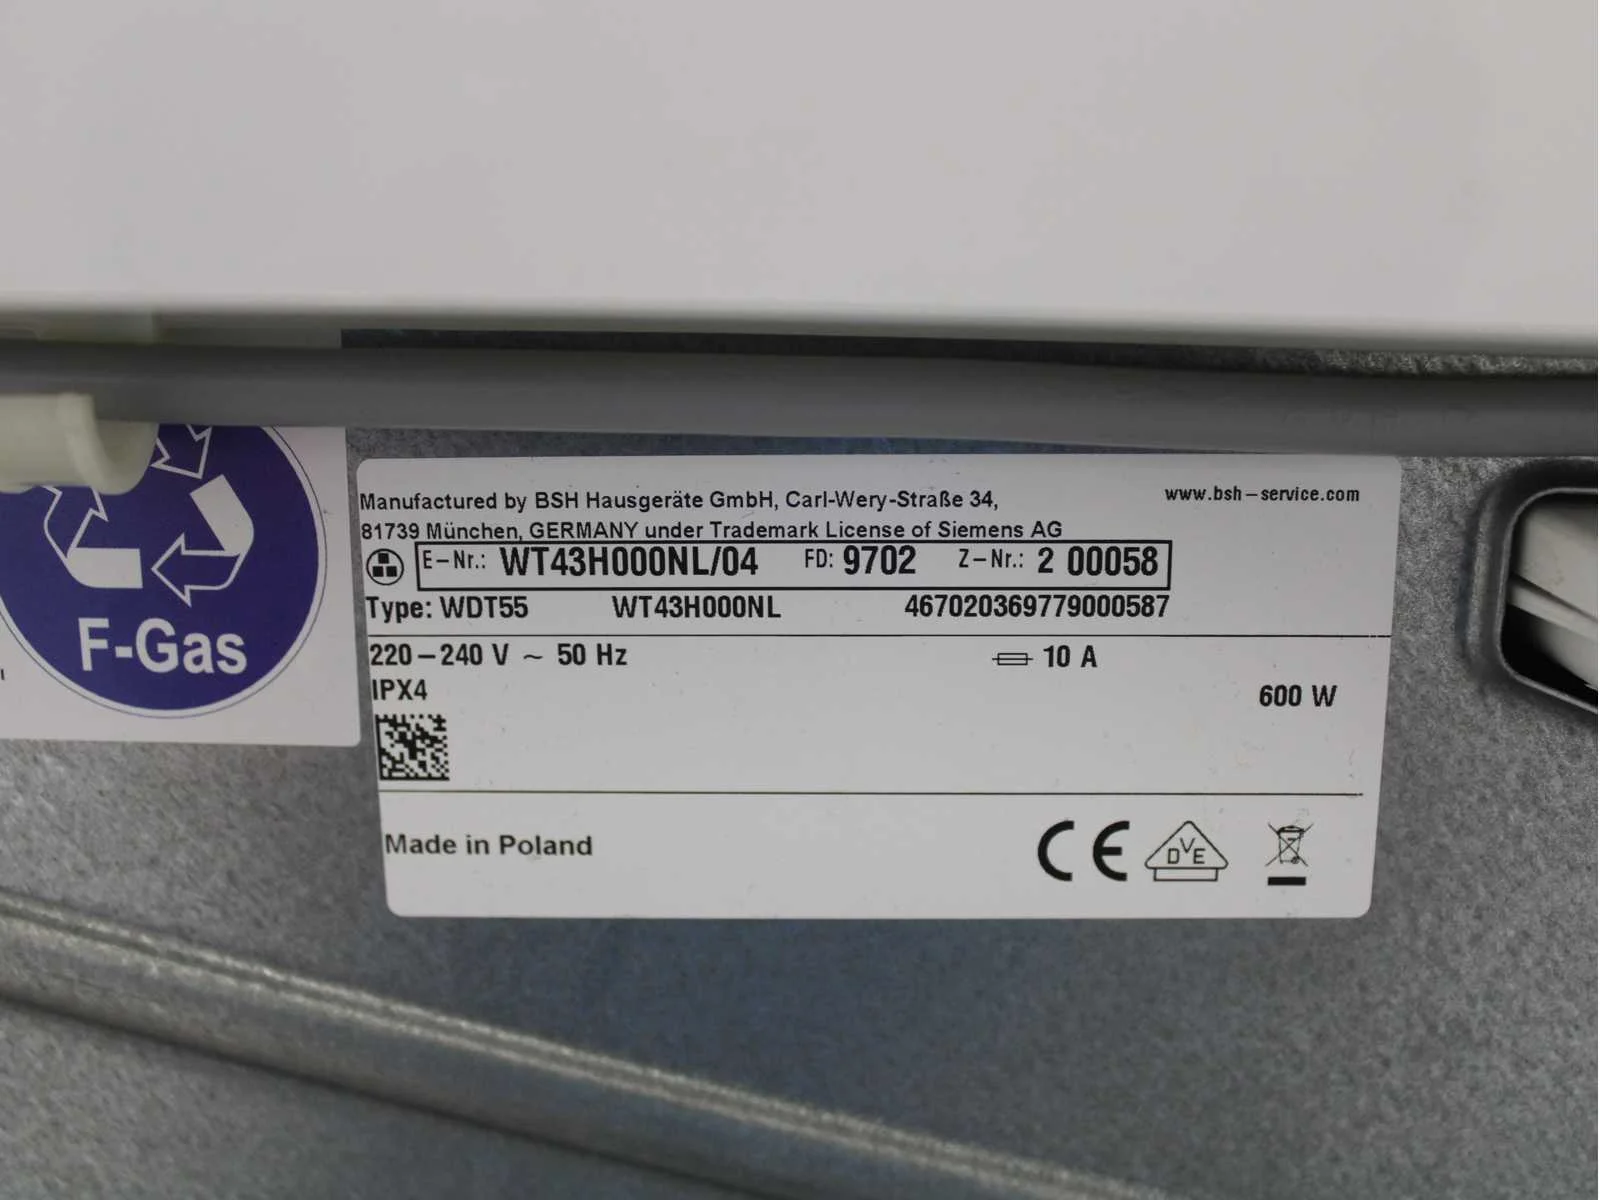 Manufactured by BSH Hausgeräte GmbH, Carl-Wery-Straße 34,
www.bsh-service.com
81739 München, GERMANY under Trademark License of Siemens AG
E-Nr.: WT43H000NL/04 FD: 9702 Z-Nr.: 2 00058
Type: WDT55 WT43H000NL 467020369779000587
220-240 V ~ 50 Hz 10 A
IPX4 600 W
Made in Poland CE DVE
F-Gas